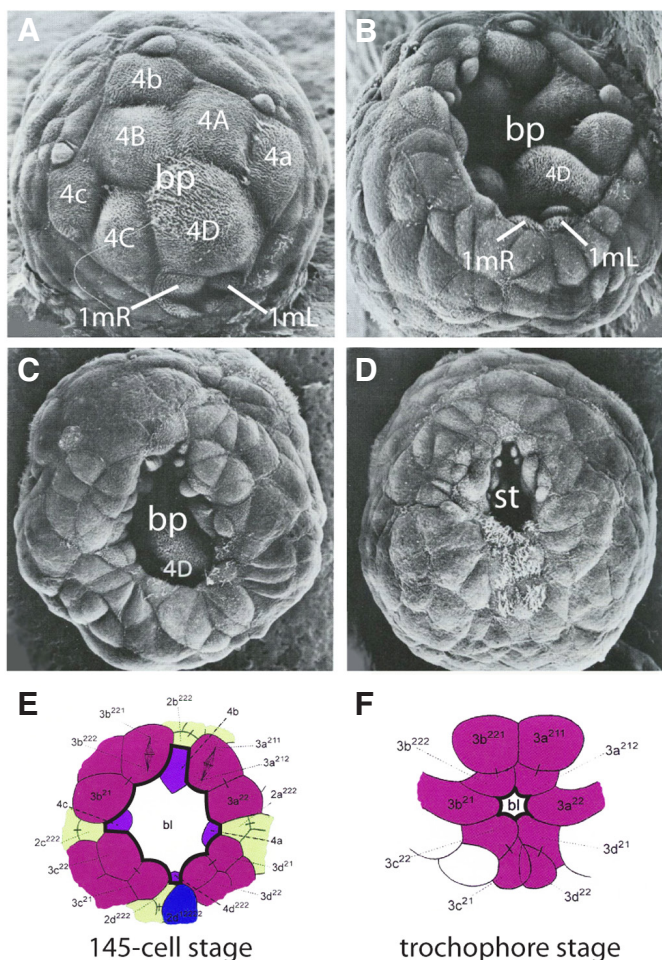 A
4b
4B
4A
4a
bp
4c
4C
4D
1mR
1mL
B
bp
4D
1mR
1mL
C
bp
4D
D
st
E
2b²²²
3b²²¹
4b
3b²²²
3a²¹¹
3a²¹²
2a²²²
4c
3b²¹
3a²²
bl
2c²²²
4a
3c²²
3d²¹
3d²²
3c²¹
4d²²²
2d²²²
145-cell stage
F
3b²²²
3b²²¹
3a²¹¹
3a²¹²
3b²¹
bl
3a²²
3d²¹
3c²²
3c²¹
3d²²
trochophore stage